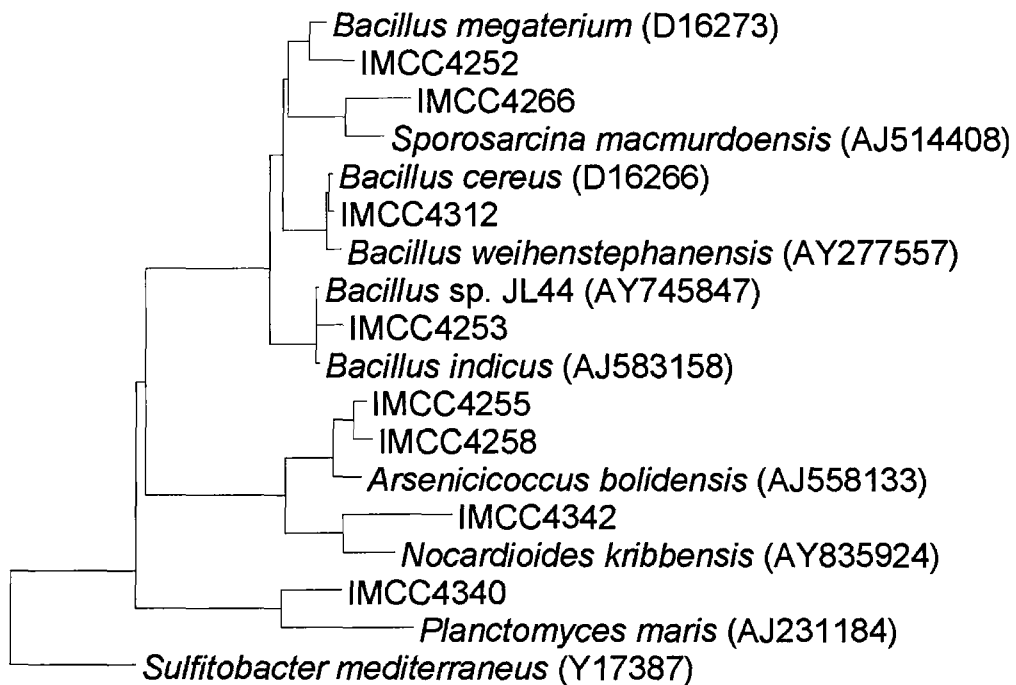 Bacillus megaterium (D16273)
IMCC4252
IMCC4266
Sporosarcina macmurdoensis (AJ514408)
Bacillus cereus (D16266)
IMCC4312
Bacillus weihenstephanensis (AY277557)
Bacillus sp. JL44 (AY745847)
IMCC4253
Bacillus indicus (AJ583158)
IMCC4255
IMCC4258
Arsenicicoccus bolidensis (AJ558133)
IMCC4342
Nocardioides kribbensis (AY835924)
IMCC4340
Planctomyces maris (AJ231184)
Sulfitobacter mediterraneus (Y17387)